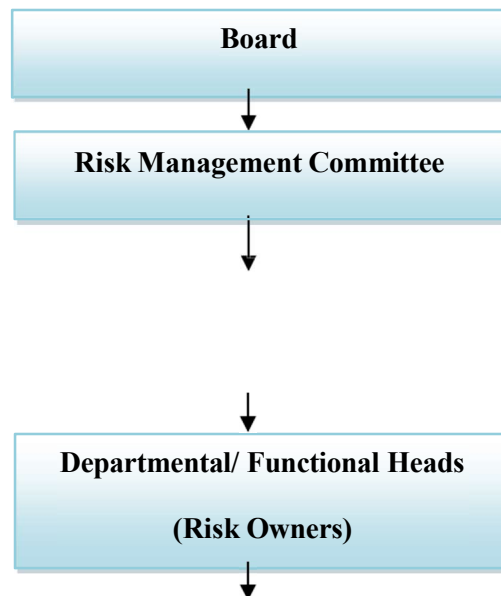 Board
Risk Management Committee
Departmental/ Functional Heads
(Risk Owners)